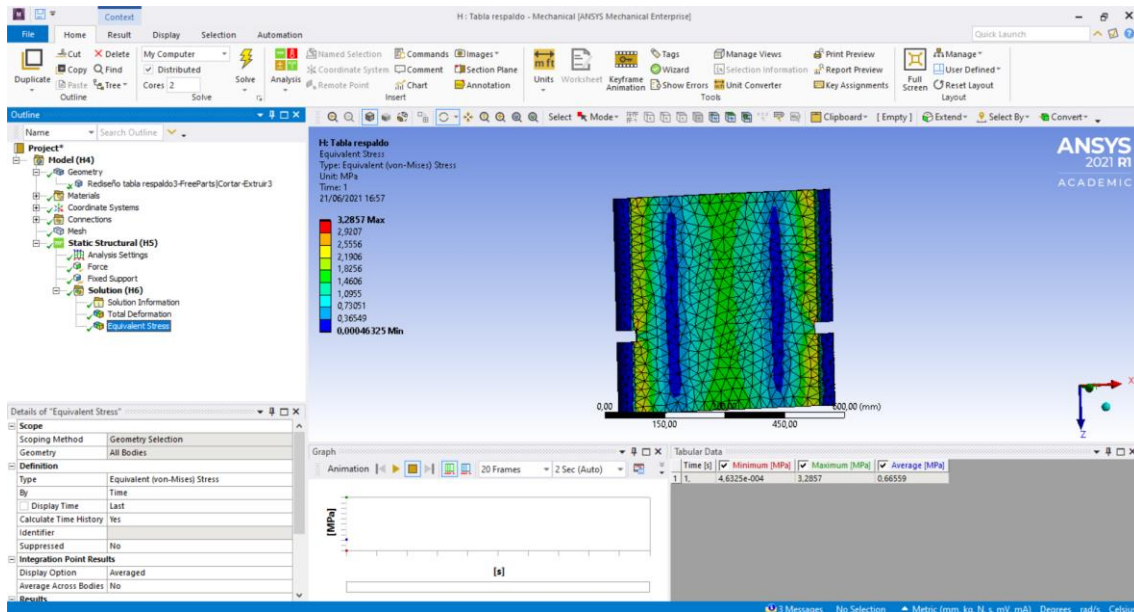 Context
H : Tabla respaldo - Mechanical [ANSYS Mechanical Enterprise]
File Home Result Display Selection Automation
Quick Launch
Duplicate
Cut
Copy
Paste
Delete
Find
Tree
Outline
My Computer
Distributed
Cores 2
Solve
Solve
Analysis
Named Selection
Coordinate System
Remote Point
Commands
Comment
Chart
Images
Section Plane
Annotation
Insert
Units
Worksheet
Keyframe Animation
Tags
Wizard
Show Errors
Manage Views
Selection Information
Unit Converter
Print Preview
Report Preview
Key Assignments
Tools
Full Screen
Manage
User Defined
Reset Layout
Layout
Outline
Name Search Outline
Select Mode Clipboard [ Empty ] Extend Select By Convert
Project*
Model (H4)
Geometry
Rediseño tabla respaldo3-FreeParts|Cortar-Extruir3
Materials
Coordinate Systems
Connections
Mesh
Static Structural (H5)
Analysis Settings
Force
Fixed Support
Solution (H6)
Solution Information
Total Deformation
Equivalent Stress
H: Tabla respaldo
Equivalent Stress
Type: Equivalent (von-Mises) Stress
Unit: MPa
Time: 1
21/06/2021 16:57
3,2857 Max
2,9207
2,5556
2,1906
1,8256
1,4606
1,0955
0,73051
0,36549
0,00046325 Min
ANSYS
2021 R1
ACADEMIC
0,00
600,00 (mm)
150,00
450,00
X
Z
Details of "Equivalent Stress"
Scope
Scoping Method Geometry Selection
Geometry All Bodies
Definition
Type Equivalent (von-Mises) Stress
By Time
Display Time Last
Calculate Time History Yes
Identifier
Suppressed No
Integration Point Results
Display Option Averaged
Average Across Bodies No
Results
Graph
Animation 20 Frames 2 Sec (Auto)
[MPa]
[s]
Tabular Data
Time [s] Minimum [MPa] Maximum [MPa] Average [MPa]
1 1, 4,6325e-004 3,2857 0,66559
3 Messages No Selection Metric (mm, kg, N, s, mV, mA) Degrees rad/s Celsius